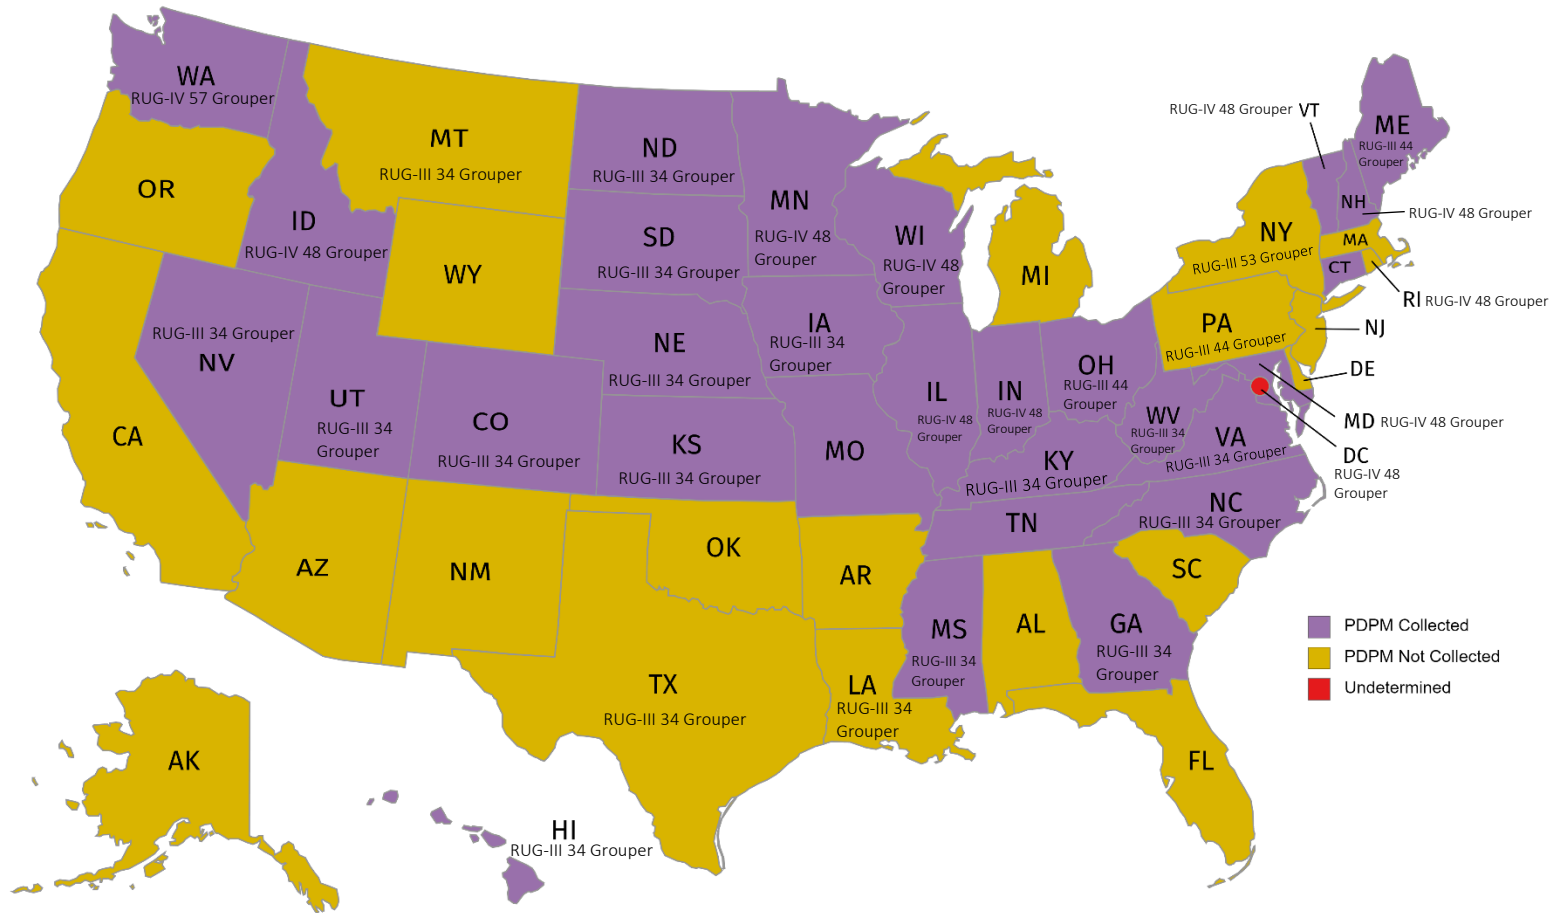 WA
RUG-IV 57 Grouper
OR
MT
RUG-III 34 Grouper
ID
RUG-IV 48 Grouper
WY
ND
RUG-III 34 Grouper
SD
RUG-III 34 Grouper
MN
RUG-IV 48
Grouper
WI
RUG-IV 48
Grouper
MI
RUG-IV 48 Grouper VT
ME
RUG-III 44
Grouper
NH
RUG-IV 48 Grouper
NY
RUG-III 53 Grouper
MA
CT
RI RUG-IV 48 Grouper
PA
RUG-III 44 Grouper
NJ
DE
MD RUG-IV 48 Grouper
DC
RUG-IV 48
Grouper
RUG-III 34 Grouper
NV
UT
RUG-III 34
Grouper
CA
CO
RUG-III 34 Grouper
NE
RUG-III 34 Grouper
KS
RUG-III 34 Grouper
IA
RUG-III 34
Grouper
MO
IL
RUG-IV 48
Grouper
IN
RUG-IV 48
Grouper
OH
RUG-III 44
Grouper
WV
RUG-III 34
Grouper
VA
RUG-III 34 Grouper
KY
RUG-III 34 Grouper
NC
RUG-III 34 Grouper
TN
SC
AZ
NM
OK
AR
TX
RUG-III 34 Grouper
LA
RUG-III 34
Grouper
MS
RUG-III 34
Grouper
AL
GA
RUG-III 34
Grouper
FL
AK
HI
RUG-III 34 Grouper
PDPM Collected
PDPM Not Collected
Undetermined